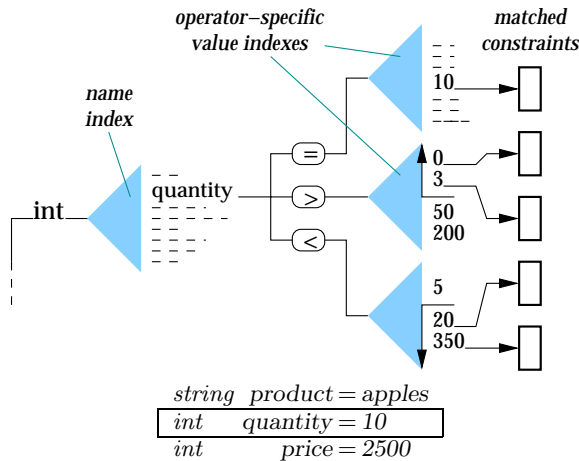 operator–specific
value indexes
matched
constraints
name
index
int
quantity
=
>
<
10
0
3
50
200
5
20
350
string product = apples
int quantity = 10
int price = 2500